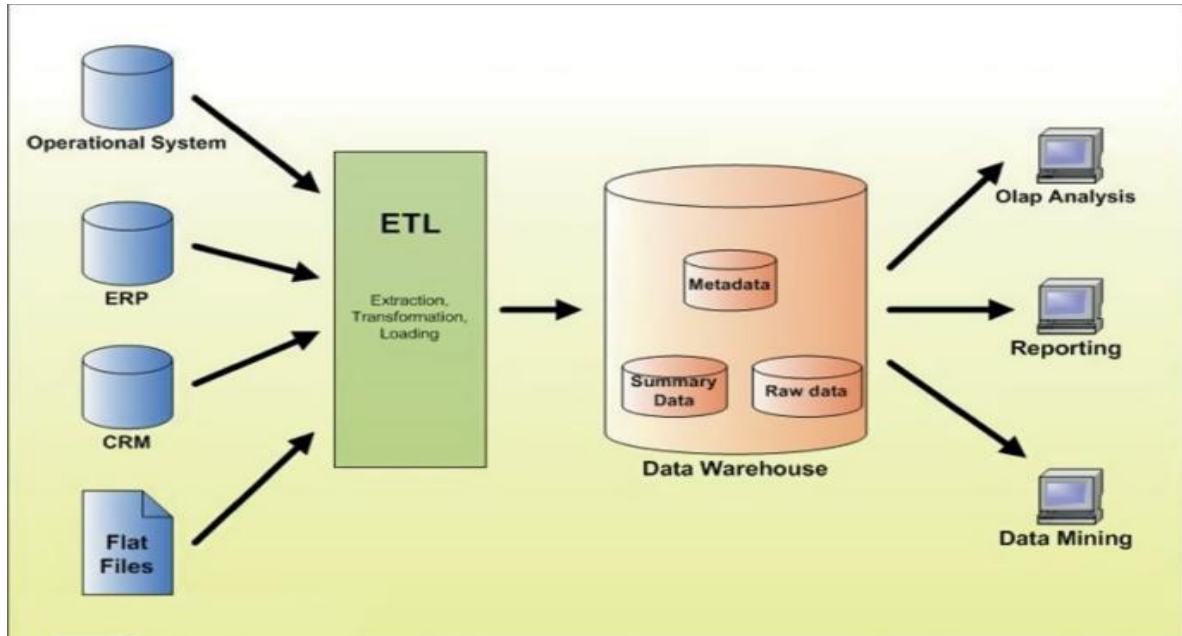 Operational System
ERP
CRM
Flat
Files
ETL
Extraction,
Transformation,
Loading
Metadata
Summary
Data
Raw data
Data Warehouse
Olap Analysis
Reporting
Data Mining